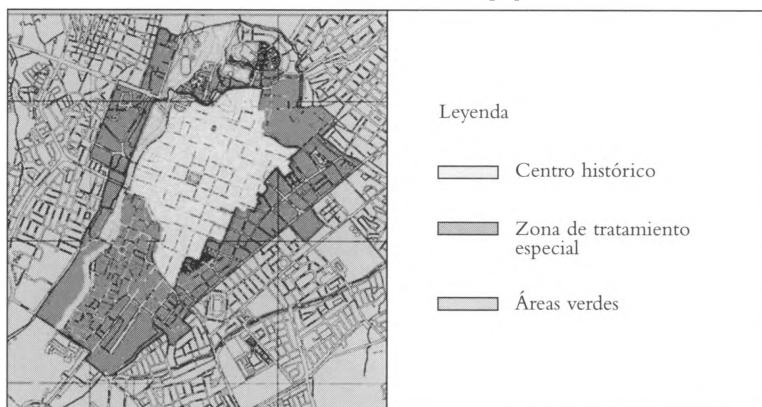 Leyenda
Centro histórico
Zona de tratamiento
especial
Áreas verdes